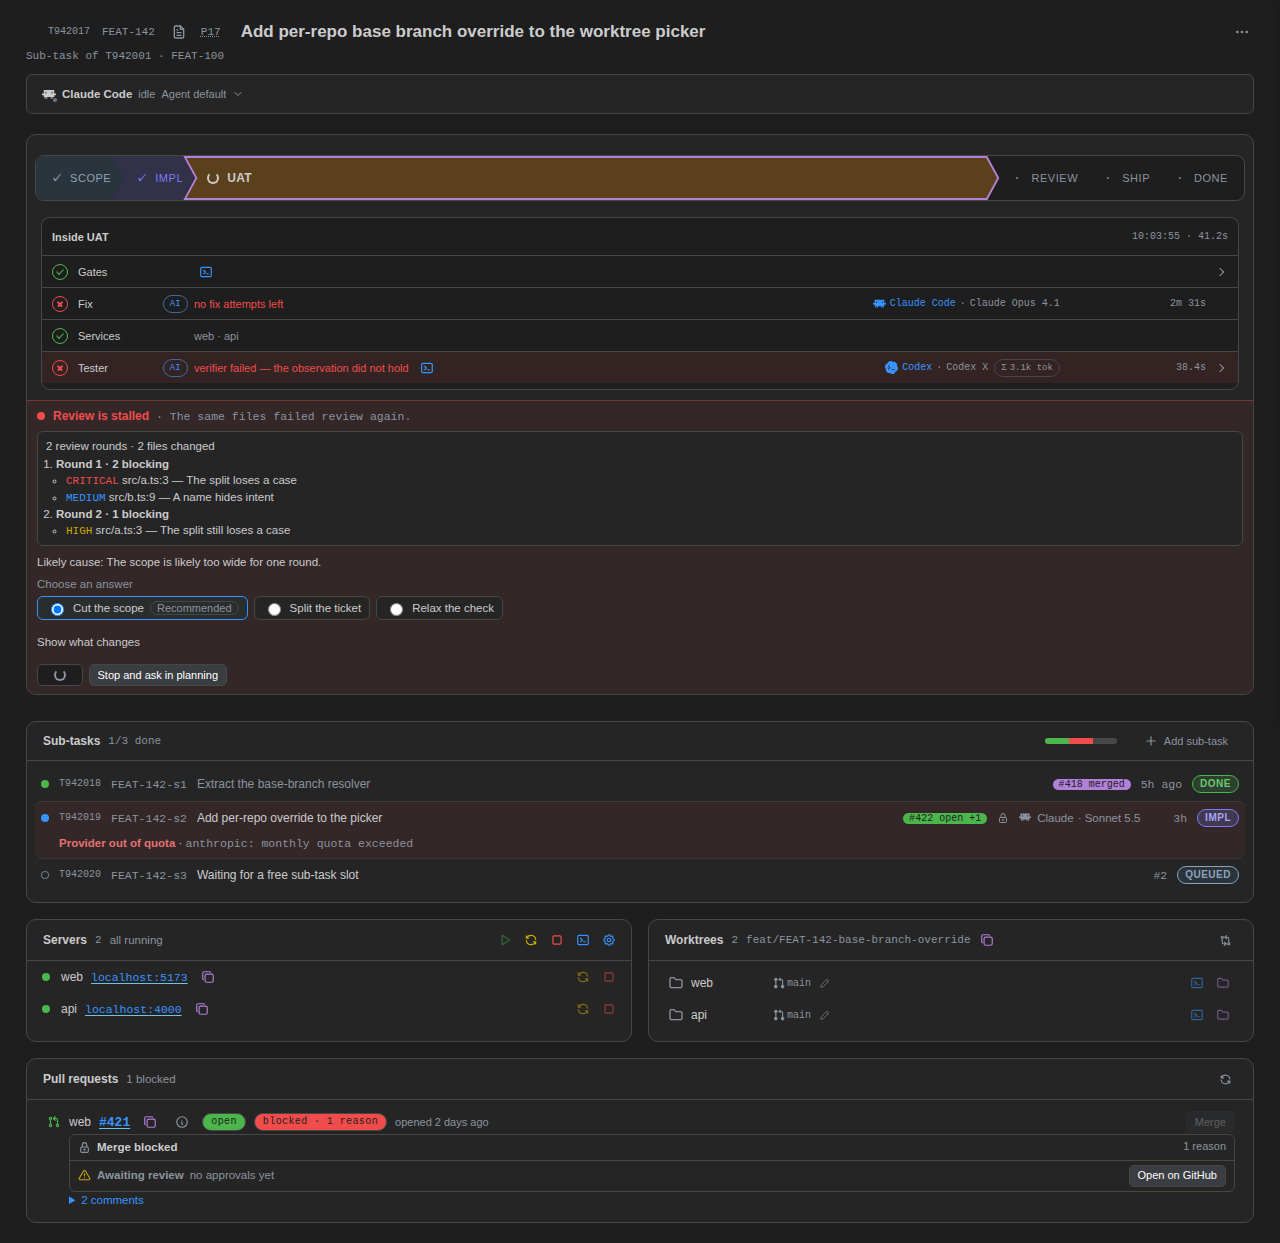 T942017 FEAT-142 P17 Add per-repo base branch override to the worktree picker
Sub-task of T942001 · FEAT-100
Claude Code idle Agent default
SCOPE IMPL UAT REVIEW SHIP DONE
Inside UAT 10:03:55 · 41.2s
Gates
Fix AI no fix attempts left Claude Code · Claude Opus 4.1 2m 31s
Services web · api
Tester AI verifier failed — the observation did not hold Codex · Codex X Σ 3.1k tok 38.4s
Review is stalled · The same files failed review again.
2 review rounds · 2 files changed
1. Round 1 · 2 blocking
CRITICAL src/a.ts:3 — The split loses a case
MEDIUM src/b.ts:9 — A name hides intent
2. Round 2 · 1 blocking
HIGH src/a.ts:3 — The split still loses a case
Likely cause: The scope is likely too wide for one round.
Choose an answer
Cut the scope Recommended Split the ticket Relax the check
Show what changes
Stop and ask in planning
Sub-tasks 1/3 done Add sub-task
T942018 FEAT-142-s1 Extract the base-branch resolver #418 merged 5h ago DONE
T942019 FEAT-142-s2 Add per-repo override to the picker #422 open +1 Claude · Sonnet 5.5 3h IMPL
Provider out of quota · anthropic: monthly quota exceeded
T942020 FEAT-142-s3 Waiting for a free sub-task slot #2 QUEUED
Servers 2 all running
web localhost:5173
api localhost:4000
Worktrees 2 feat/FEAT-142-base-branch-override
web main
api main
Pull requests 1 blocked
web #421 open blocked · 1 reason opened 2 days ago Merge
Merge blocked 1 reason
Awaiting review no approvals yet Open on GitHub
2 comments